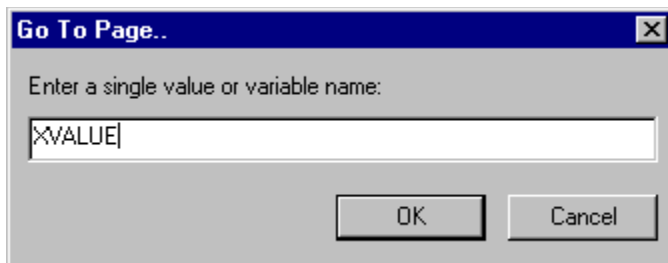 Go To Page..
Enter a single value or variable name:
XVALUE
OK Cancel